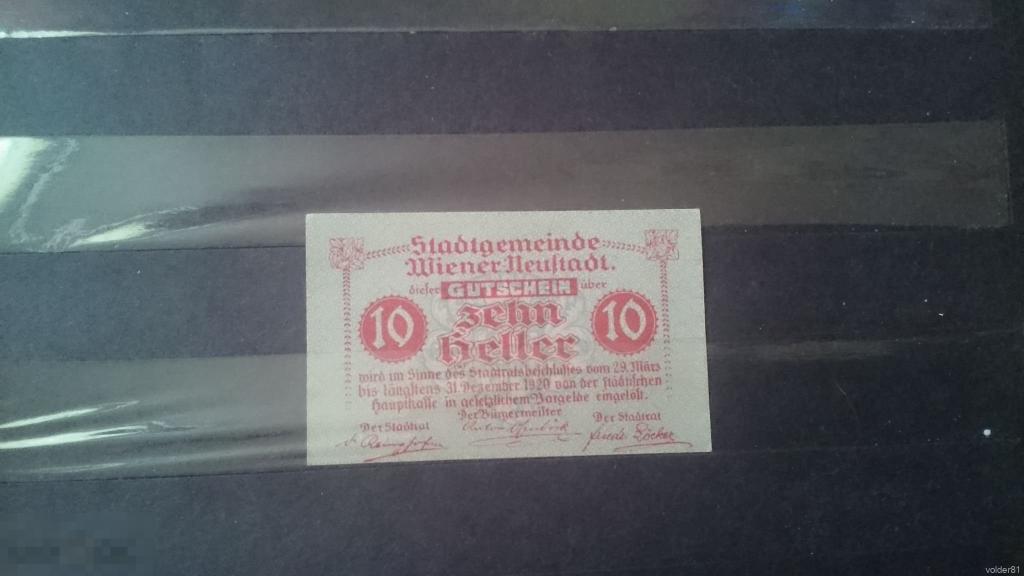 Stadtgemeinde
Wiener Neustadt.
dieser GUTSCHEIN über
10 zehn 10
Heller
wird im Sinne des Stadtratsbeschlusses vom 29. März
bis längstens 31. Dezember 1920 von der städtischen
Hauptkasse in gesetzlichem Bargelde eingelöst.
Der Stadtrat Der Bürgermeister Der Stadtrat
Anton Ofenböck
volder81